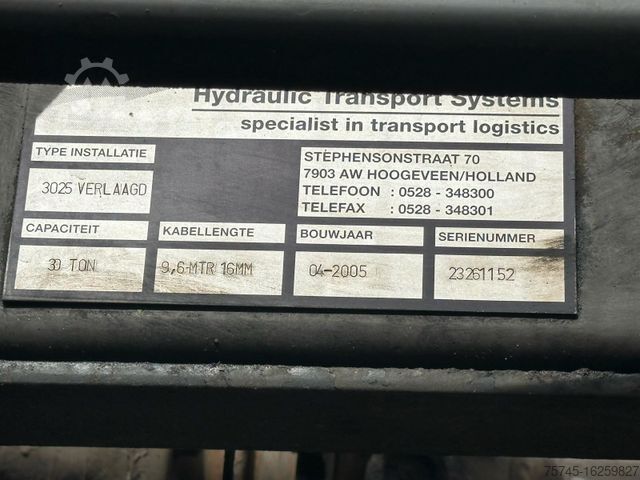 Hydraulic Transport Systems
specialist in transport logistics
TYPE INSTALLATIE
3025 VERLAAGD
STEPHENSONSTRAAT 70
7903 AW HOOGEVEEN/HOLLAND
TELEFOON : 0528 - 348300
TELEFAX : 0528 - 348301
CAPACITEIT
30 TON
KABELLENGTE
9,6 MTR 16MM
BOUWJAAR
04-2005
SERIENUMMER
23261152
75745-16259827